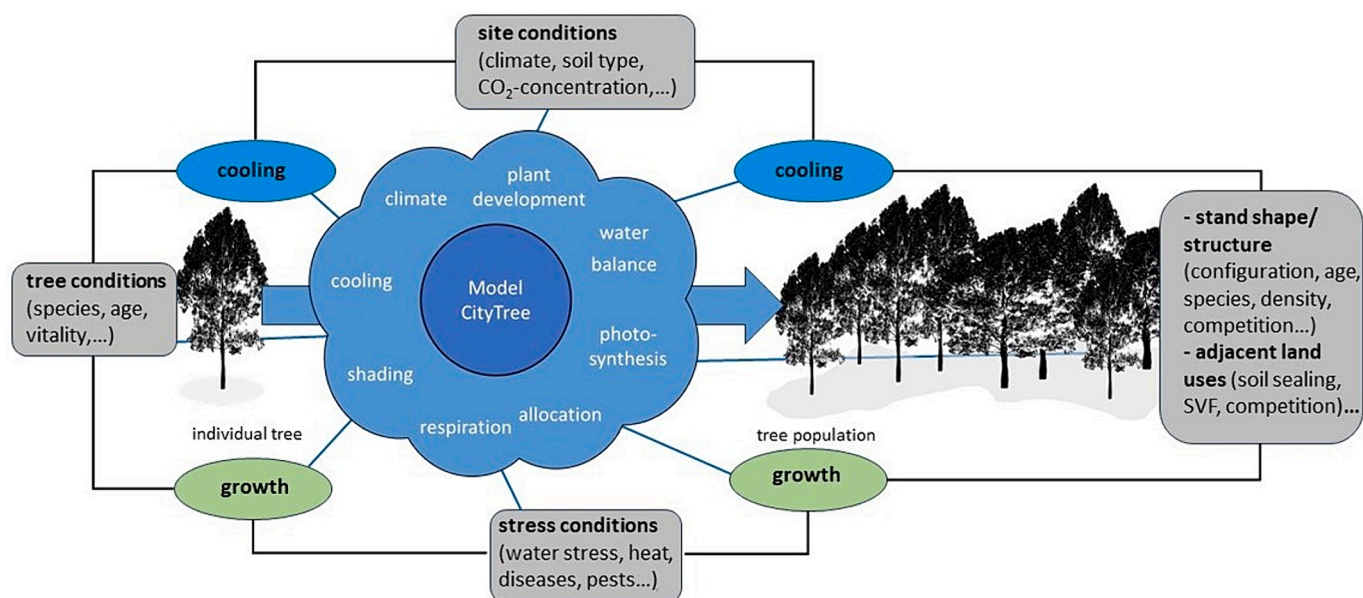 site conditions
(climate, soil type,
CO₂-concentration,...)
cooling
cooling
plant
development
climate
water
balance
cooling
Model
CityTree
photo-
synthesis
shading
allocation
respiration
tree conditions
(species, age,
vitality,...)
- stand shape/
structure
(configuration, age,
species, density,
competition...)
- adjacent land
uses (soil sealing,
SVF, competition)...
individual tree
tree population
growth
growth
stress conditions
(water stress, heat,
diseases, pests...)